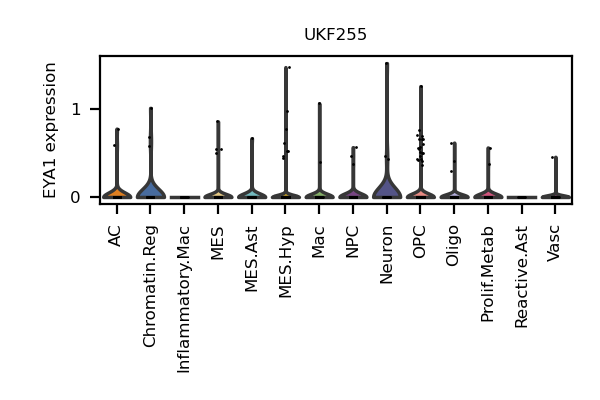 UKF255
EYA1 expression
1
0
AC
Chromatin.Reg
Inflammatory.Mac
MES
MES.Ast
MES.Hyp
Mac
NPC
Neuron
OPC
Oligo
Prolif.Metab
Reactive.Ast
Vasc